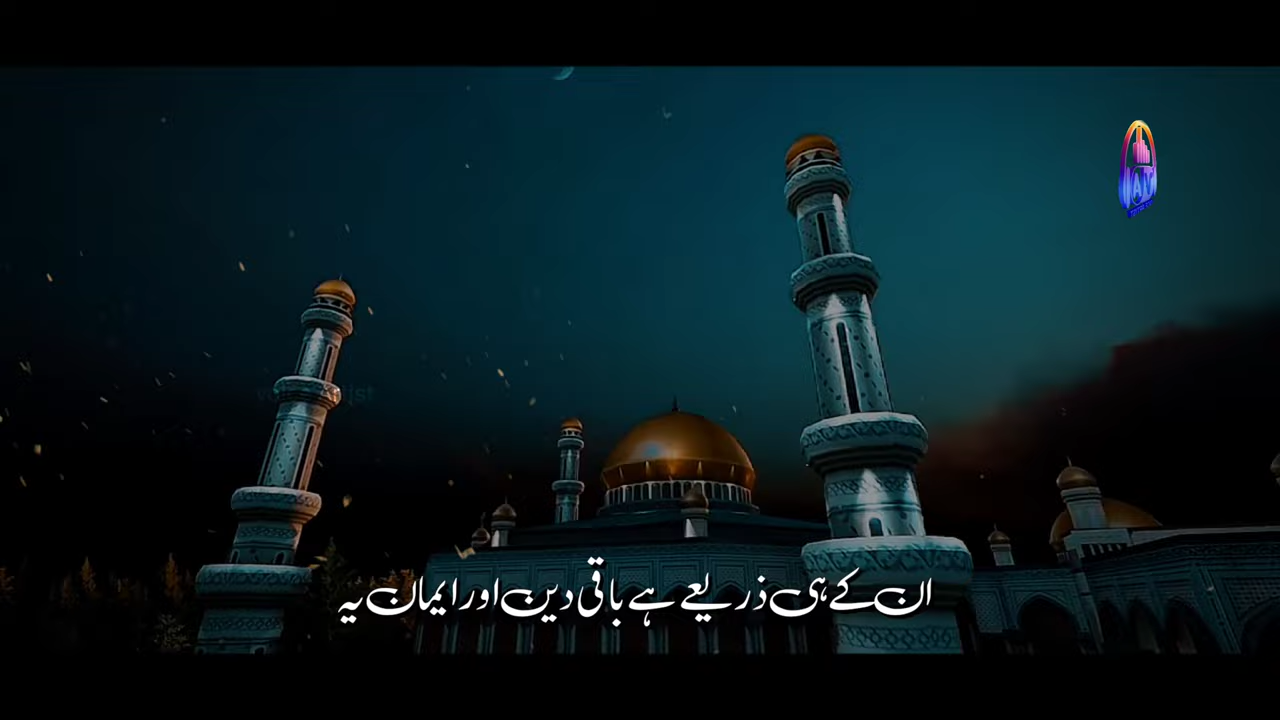 ان کے ہی ذریعے ہے باقی دین اور ایمان یہ